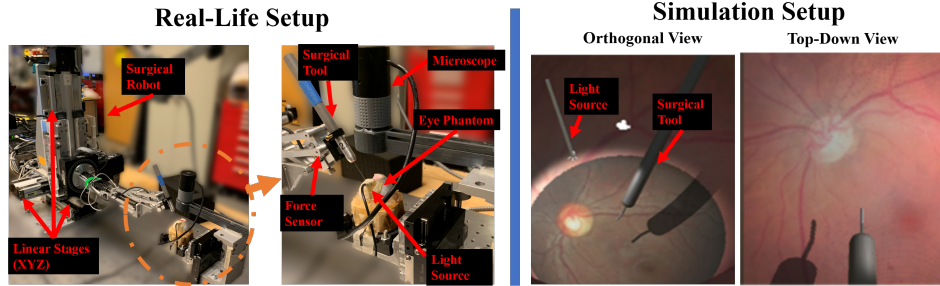 Real-Life Setup
Surgical
Robot
Linear Stages
(XYZ)
Surgical
Tool
Microscope
Eye Phantom
Force
Sensor
Light
Source
Simulation Setup
Orthogonal View
Top-Down View
Light
Source
Surgical
Tool